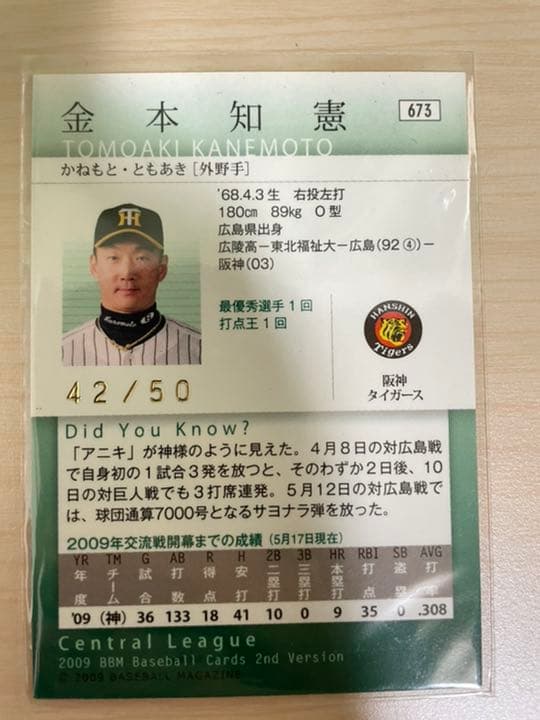 金本知憲 673
TOMOAKI KANEMOTO
かねもと・ともあき［外野手］
'68.4.3生 右投左打
180cm 89kg O型
広島県出身
広陵高－東北福祉大－広島(92④)－
阪神(03)
最優秀選手1回
打点王1回
HANSHIN
Tigers
阪神
タイガース
42/50
Did You Know?
「アニキ」が神様のように見えた。4月8日の対広島戦
で自身初の1試合3発を放つと、そのわずか2日後、10
日の対巨人戦でも3打席連発。5月12日の対広島戦で
は、球団通算7000号となるサヨナラ弾を放った。
2009年交流戦開幕までの成績（5月17日現在）
YR TM G AB R H 2B 3B HR RBI SB AVG
年度 チーム 試合 打数 得点 安打 二塁打 三塁打 本塁打 打点 盗塁 打率
'09 (神) 36 133 18 41 10 0 9 35 0 .308
Central League
2009 BBM Baseball Cards 2nd Version
© 2009 BASEBALL MAGAZINE